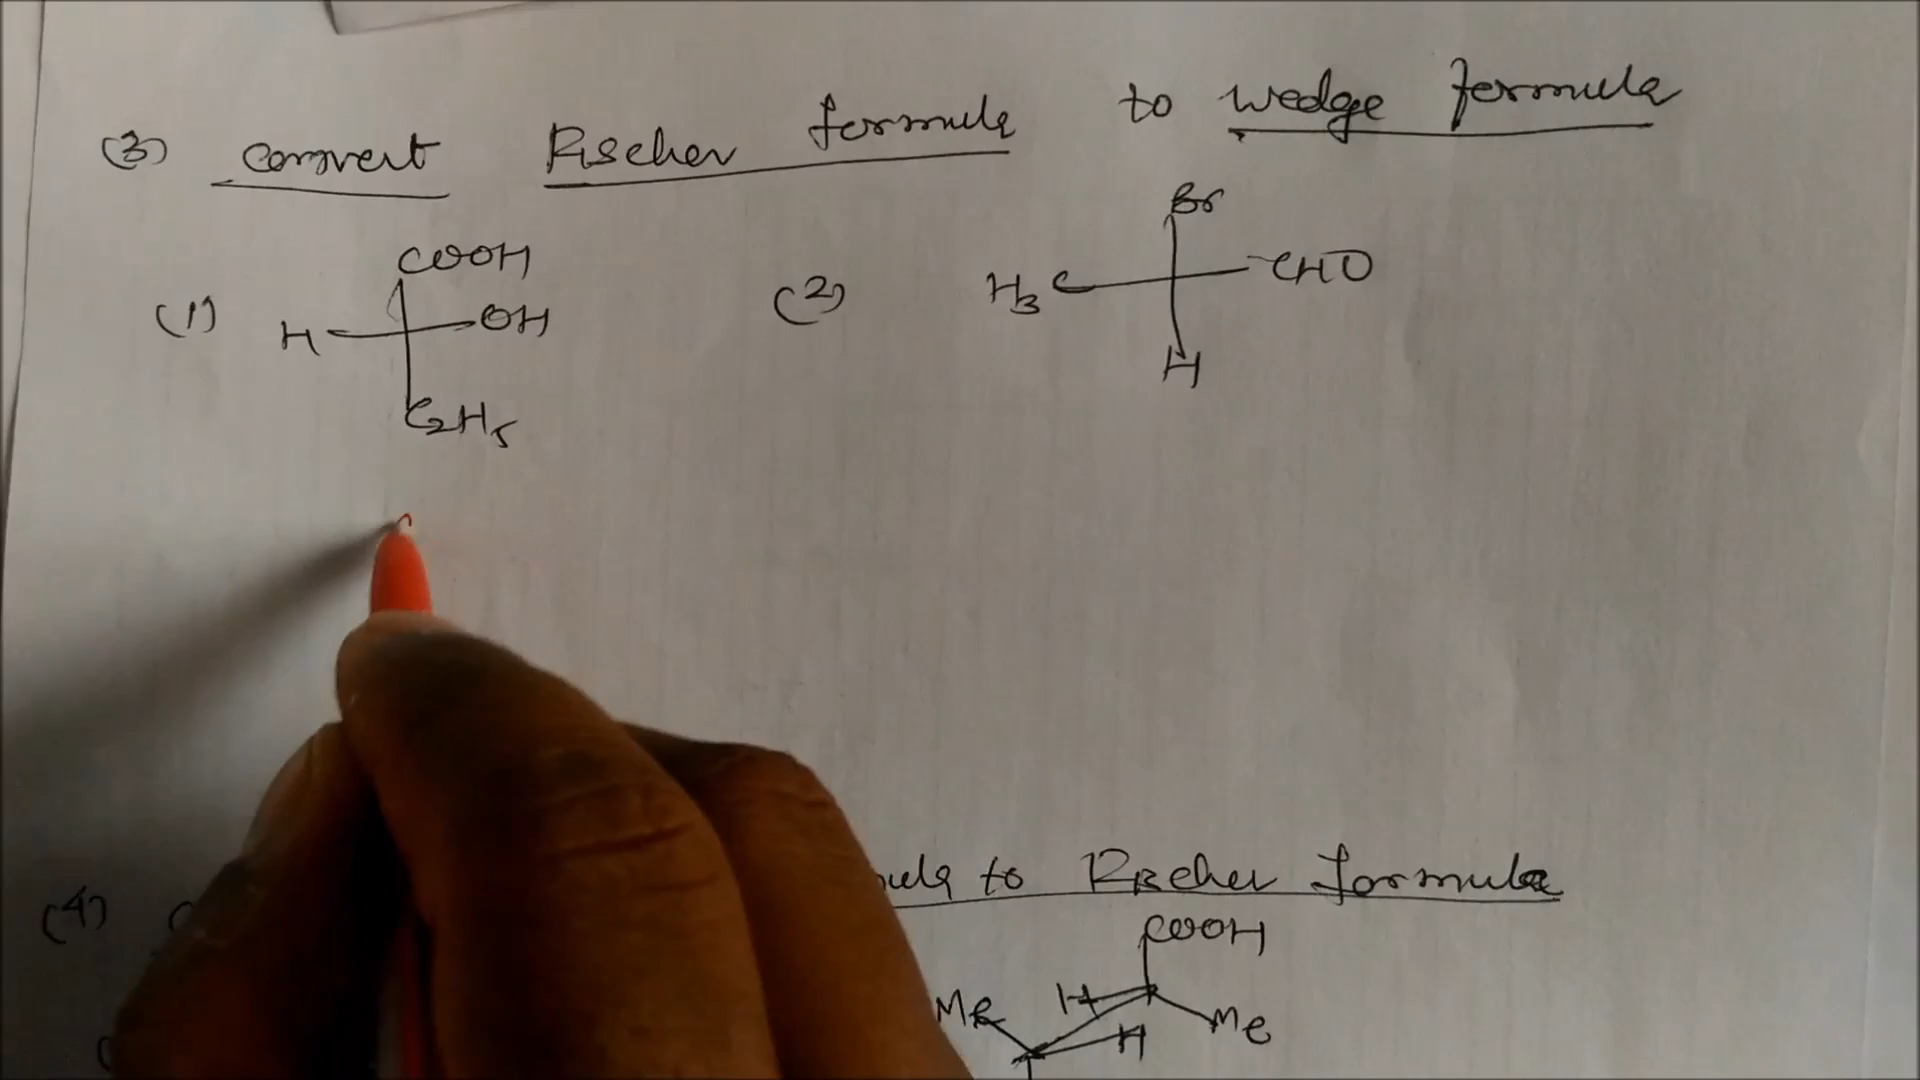 (3) convert Fischer formula to wedge formula
Br
COOH
(1) H OH (2) H3C CHO
H
C2H5
(4) to Fischer formula
COOH
Me H Me
H